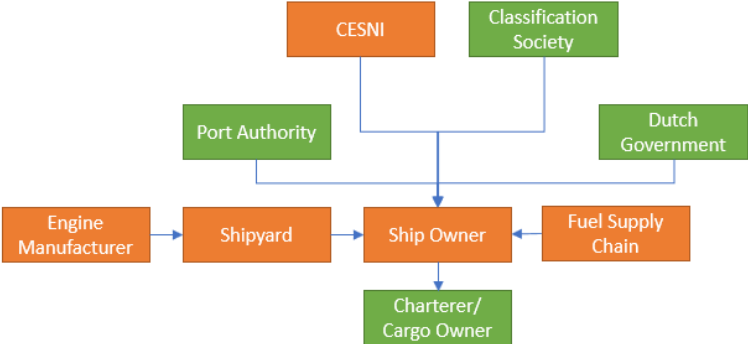 CESNI
Classification
Society
Port Authority
Dutch
Government
Engine
Manufacturer
Shipyard
Ship Owner
Fuel Supply
Chain
Charterer/
Cargo Owner